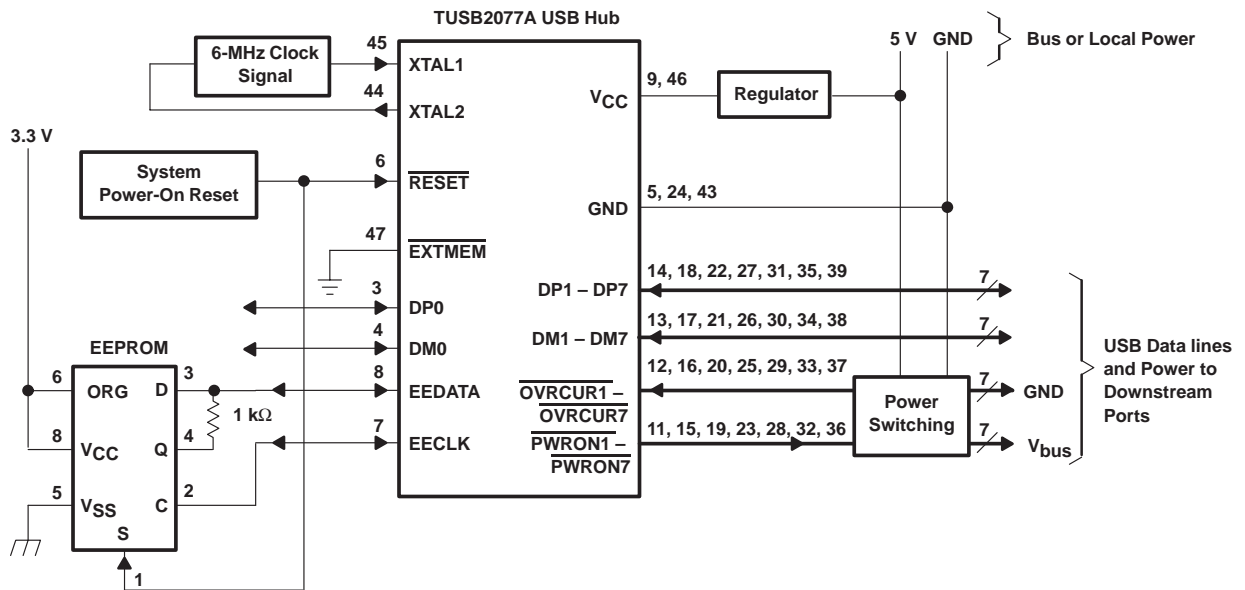 TUSB2077A USB Hub
6-MHz Clock
Signal
45
XTAL1
44
XTAL2
5 V GND
Bus or Local Power
9, 46
VCC
Regulator
3.3 V
System
Power-On Reset
6
RESET
5, 24, 43
GND
47
EXTMEM
14, 18, 22, 27, 31, 35, 39
DP1 – DP7
7
3
DP0
13, 17, 21, 26, 30, 34, 38
DM1 – DM7
7
4
DM0
12, 16, 20, 25, 29, 33, 37
OVRCUR1 –
OVRCUR7
7
GND
8
EEDATA
Power
Switching
11, 15, 19, 23, 28, 32, 36
PWRON1 –
PWRON7
7
Vbus
7
EECLK
USB Data lines
and Power to
Downstream
Ports
EEPROM
6
ORG
D
3
1 kΩ
8
VCC
Q
4
5
VSS
C
2
S
1